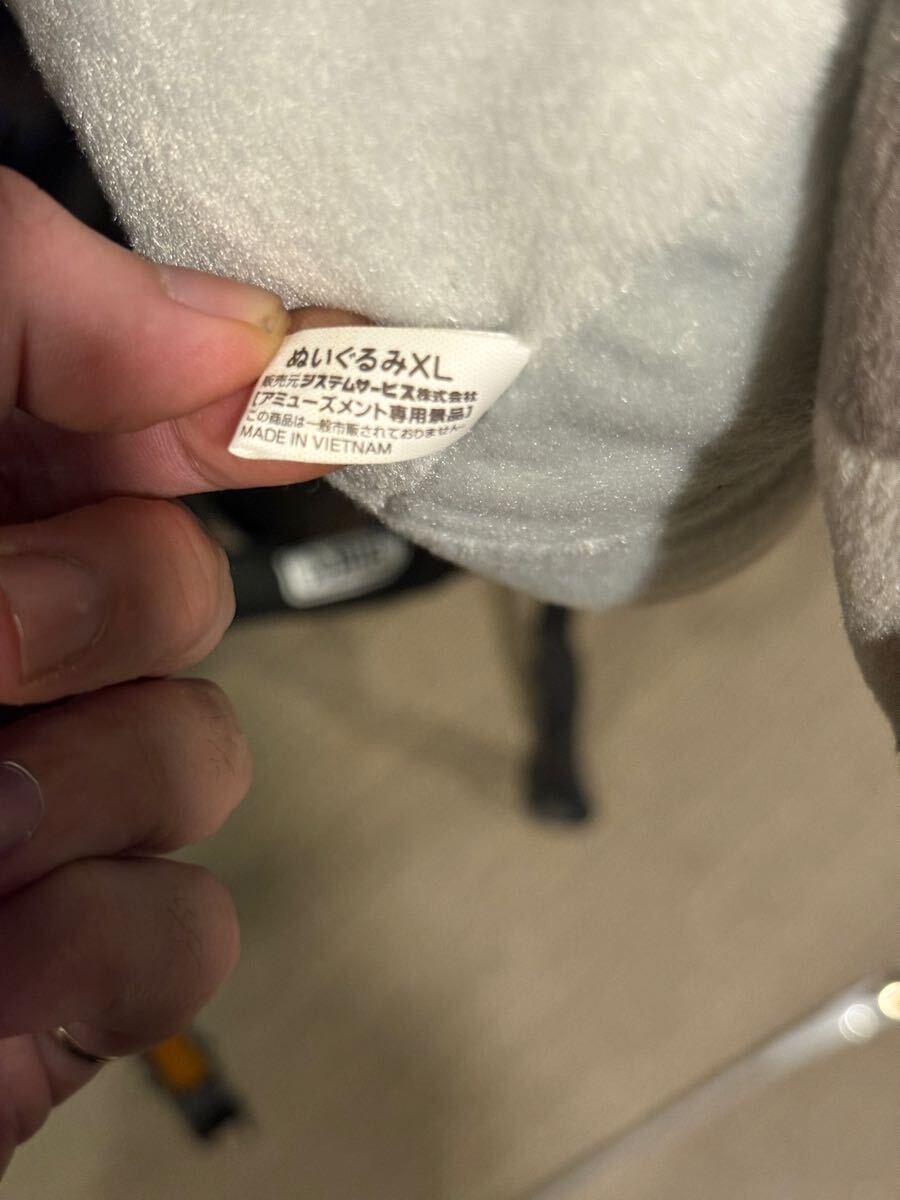 ぬいぐるみXL
販売元システムサービス株式会社
【アミューズメント専用景品】
この商品は一般市販されておりません。
MADE IN VIETNAM